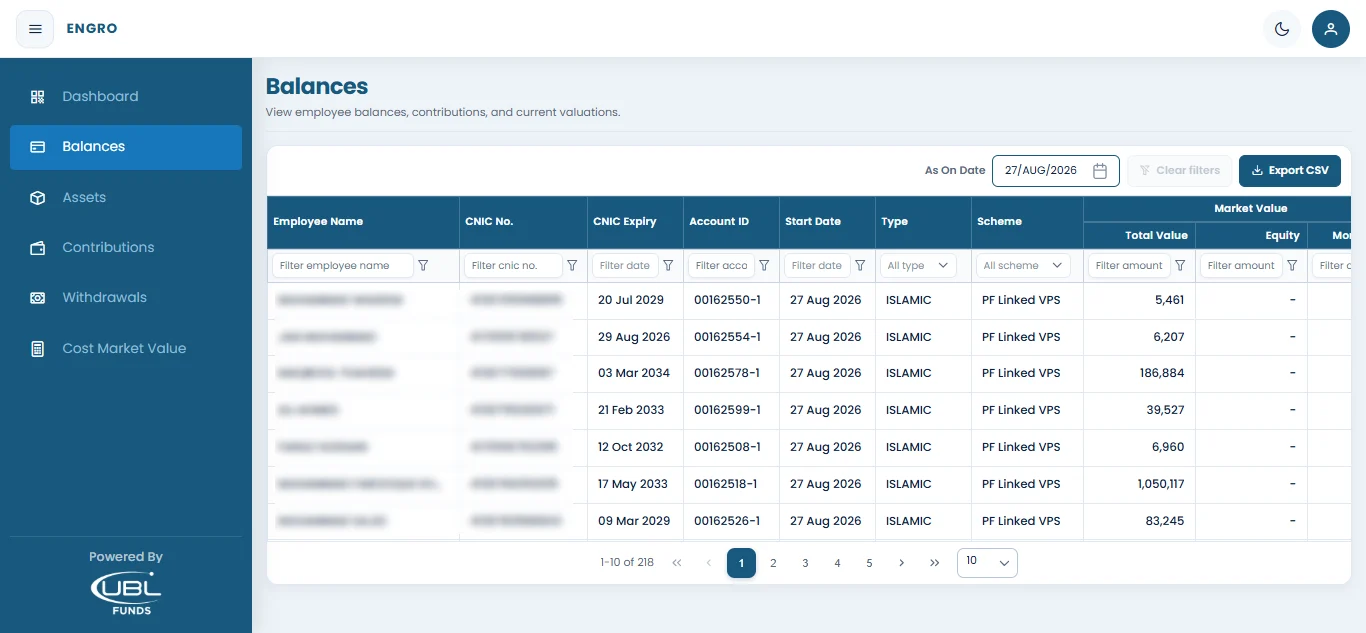 ENGRO
Dashboard
Balances
Assets
Contributions
Withdrawals
Cost Market Value
Powered By
UBL
FUNDS
Balances
View employee balances, contributions, and current valuations.
As On Date 27/AUG/2026 Clear filters Export CSV
Market Value
Employee Name CNIC No. CNIC Expiry Account ID Start Date Type Scheme
Total Value Equity Mo
Filter employee name Filter cnic no. Filter date Filter acco Filter date All type All scheme Filter amount Filter amount Filter
20 Jul 2029 00162550-1 27 Aug 2026 ISLAMIC PF Linked VPS 5,461 -
29 Aug 2026 00162554-1 27 Aug 2026 ISLAMIC PF Linked VPS 6,207 -
03 Mar 2034 00162578-1 27 Aug 2026 ISLAMIC PF Linked VPS 186,884 -
21 Feb 2033 00162599-1 27 Aug 2026 ISLAMIC PF Linked VPS 39,527 -
12 Oct 2032 00162508-1 27 Aug 2026 ISLAMIC PF Linked VPS 6,960 -
17 May 2033 00162518-1 27 Aug 2026 ISLAMIC PF Linked VPS 1,050,117 -
09 Mar 2029 00162526-1 27 Aug 2026 ISLAMIC PF Linked VPS 83,245 -
1-10 of 218 « ‹ 1 2 3 4 5 › » 10